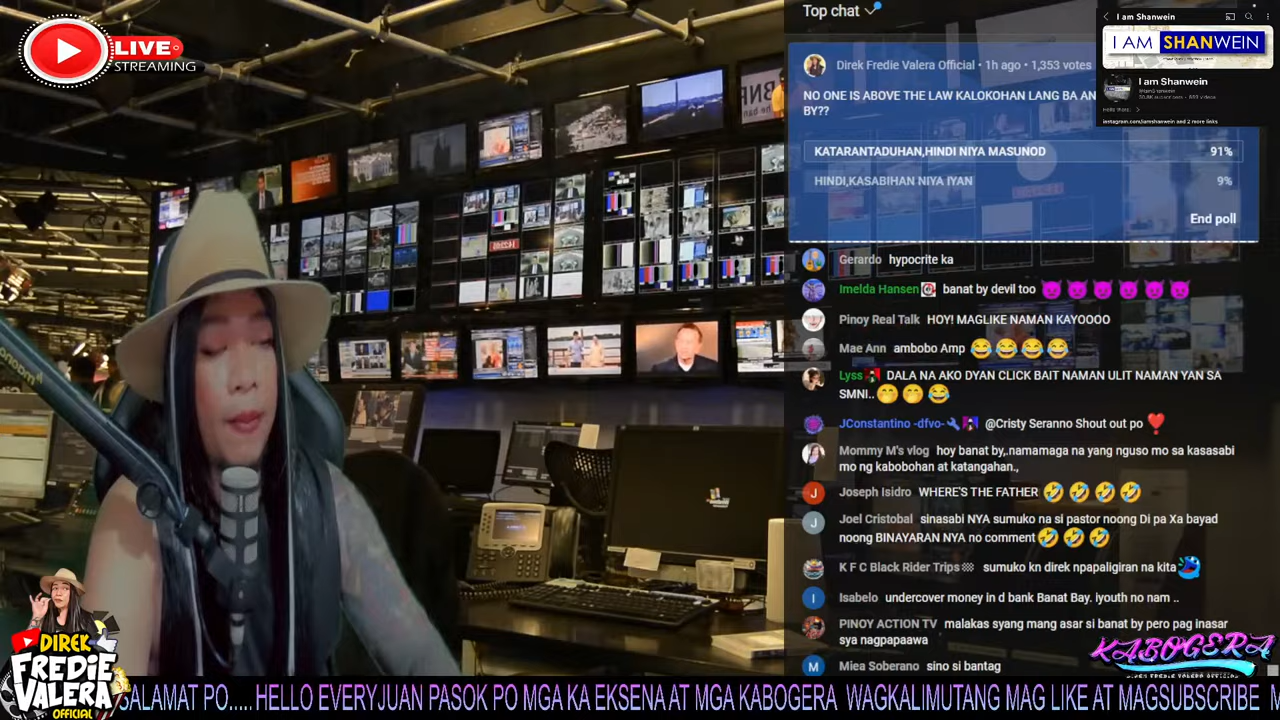 LIVE
STREAMING
Top chat
I am Shanwein
I AM SHANWEIN
I am Shanwein
instagram.com/iamshanwein and 2 more links
Direk Fredie Valera Official • 1h ago • 1,353 votes
NO ONE IS ABOVE THE LAW KALOKOHAN LANG BA AN
BY??
KATARANTADUHAN,HINDI NIYA MASUNOD 91%
HINDI,KASABIHAN NIYA IYAN 9%
End poll
Gerardo hypocrite ka
Imelda Hansen banat by devil too 😈😈😈😈😈😈
Pinoy Real Talk HOY! MAGLIKE NAMAN KAYOOOO
Mae Ann ambobo Amp 😂😂😂😂
Lyss DALA NA AKO DYAN CLICK BAIT NAMAN ULIT NAMAN YAN SA
SMNI.. 🤭🤭😂
JConstantino -dfvo- @Cristy Seranno Shout out po ❣️
Mommy M's vlog hoy banat by,.namamaga na yang nguso mo sa kasasabi
mo ng kabobohan at katangahan.,
J Joseph Isidro WHERE'S THE FATHER 🤣🤣🤣🤣
J Joel Cristobal sinasabi NYA sumuko na si pastor noong Di pa Xa bayad
noong BINAYARAN NYA no comment 🤣🤣🤣
K F C Black Rider Trips🏁 sumuko kn direk npapaligiran na kita
I Isabelo undercover money in d bank Banat Bay. iyouth no nam ..
PINOY ACTION TV malakas syang mang asar si banat by pero pag inasar
sya nagpapaawa
M Miea Soberano sino si bantag
KABOGERA
DIREK
FREDIE
VALERA
OFFICIAL
SALAMAT PO..... HELLO EVERYJUAN PASOK PO MGA KA EKSENA AT MGA KABOGERA WAGKALIMUTANG MAG LIKE AT MAGSUBSCRIBE M